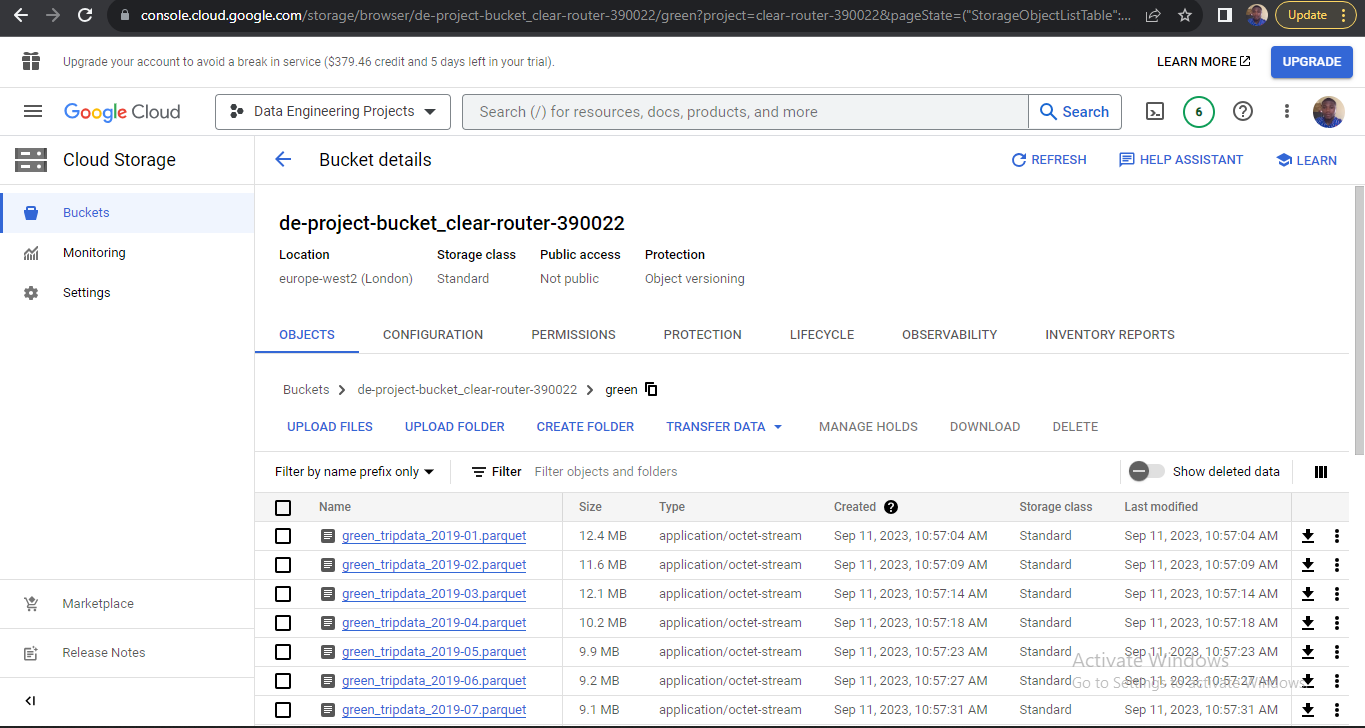 console.cloud.google.com/storage/browser/de-project-bucket_clear-router-390022/green?project=clear-router-390022&pageState=("StorageObjectListTable":... Update
Upgrade your account to avoid a break in service ($379.46 credit and 5 days left in your trial). LEARN MORE UPGRADE
Google Cloud Data Engineering Projects Search (/) for resources, docs, products, and more Search 6
Cloud Storage Bucket details REFRESH HELP ASSISTANT LEARN
Buckets
Monitoring
Settings
de-project-bucket_clear-router-390022
Location Storage class Public access Protection
europe-west2 (London) Standard Not public Object versioning
OBJECTS CONFIGURATION PERMISSIONS PROTECTION LIFECYCLE OBSERVABILITY INVENTORY REPORTS
Buckets > de-project-bucket_clear-router-390022 > green
UPLOAD FILES UPLOAD FOLDER CREATE FOLDER TRANSFER DATA MANAGE HOLDS DOWNLOAD DELETE
Filter by name prefix only Filter Filter objects and folders Show deleted data
Name Size Type Created Storage class Last modified
green_tripdata_2019-01.parquet 12.4 MB application/octet-stream Sep 11, 2023, 10:57:04 AM Standard Sep 11, 2023, 10:57:04 AM
green_tripdata_2019-02.parquet 11.6 MB application/octet-stream Sep 11, 2023, 10:57:09 AM Standard Sep 11, 2023, 10:57:09 AM
green_tripdata_2019-03.parquet 12.1 MB application/octet-stream Sep 11, 2023, 10:57:14 AM Standard Sep 11, 2023, 10:57:14 AM
green_tripdata_2019-04.parquet 10.2 MB application/octet-stream Sep 11, 2023, 10:57:18 AM Standard Sep 11, 2023, 10:57:18 AM
green_tripdata_2019-05.parquet 9.9 MB application/octet-stream Sep 11, 2023, 10:57:23 AM Standard Sep 11, 2023, 10:57:23 AM
green_tripdata_2019-06.parquet 9.2 MB application/octet-stream Sep 11, 2023, 10:57:27 AM Standard Sep 11, 2023, 10:57:27 AM
green_tripdata_2019-07.parquet 9.1 MB application/octet-stream Sep 11, 2023, 10:57:31 AM Standard Sep 11, 2023, 10:57:31 AM
Marketplace
Release Notes
Activate Windows
Go to Settings to activate Windows.